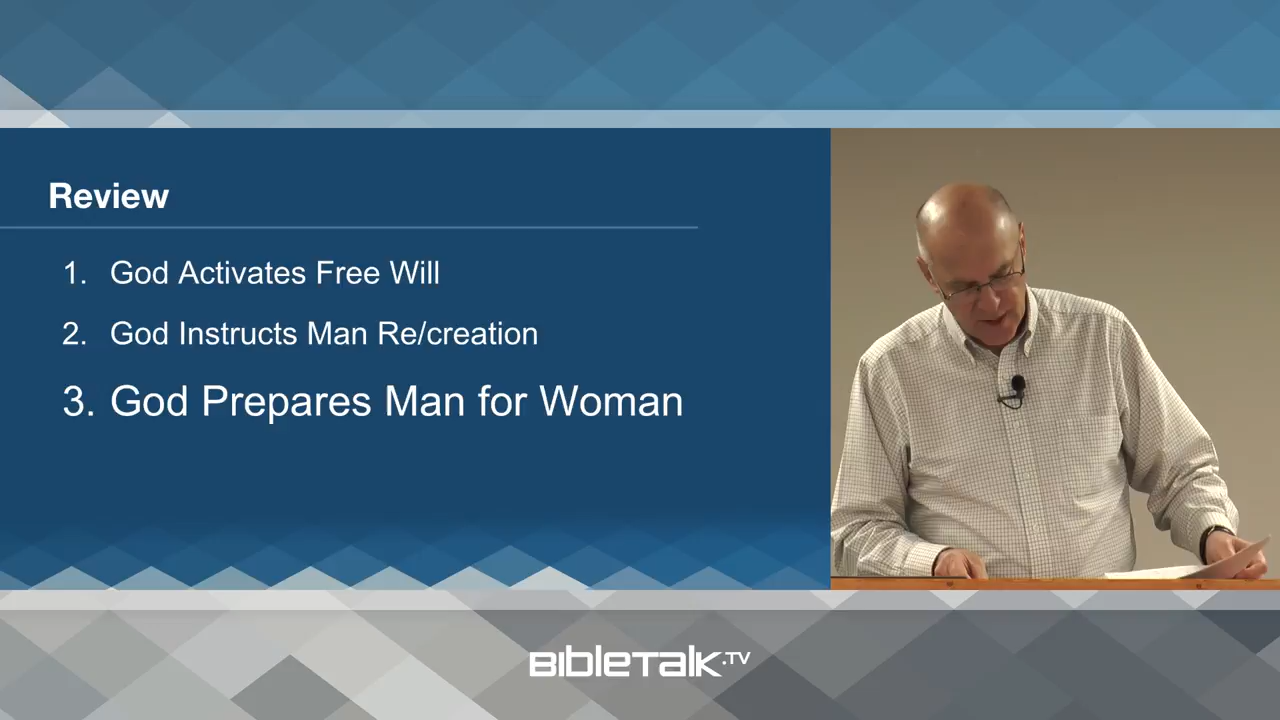 Review
1. God Activates Free Will
2. God Instructs Man Re/creation
3. God Prepares Man for Woman
BibleTalk.TV